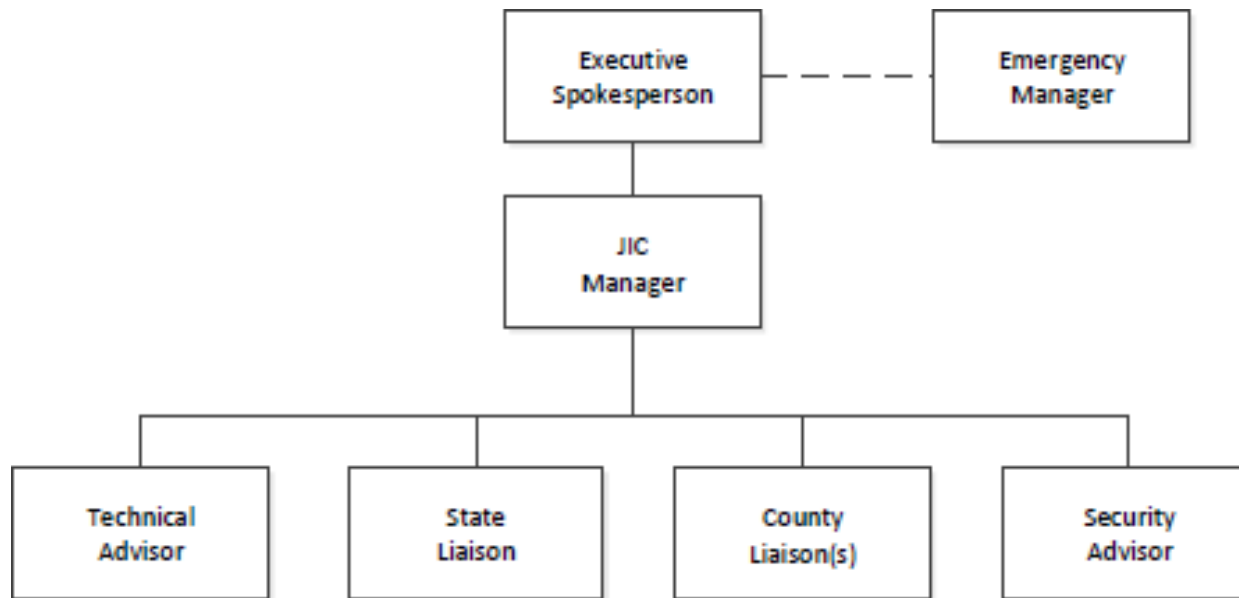 Executive
Spokesperson
Emergency
Manager
JIC
Manager
Technical
Advisor
State
Liaison
County
Liaison(s)
Security
Advisor